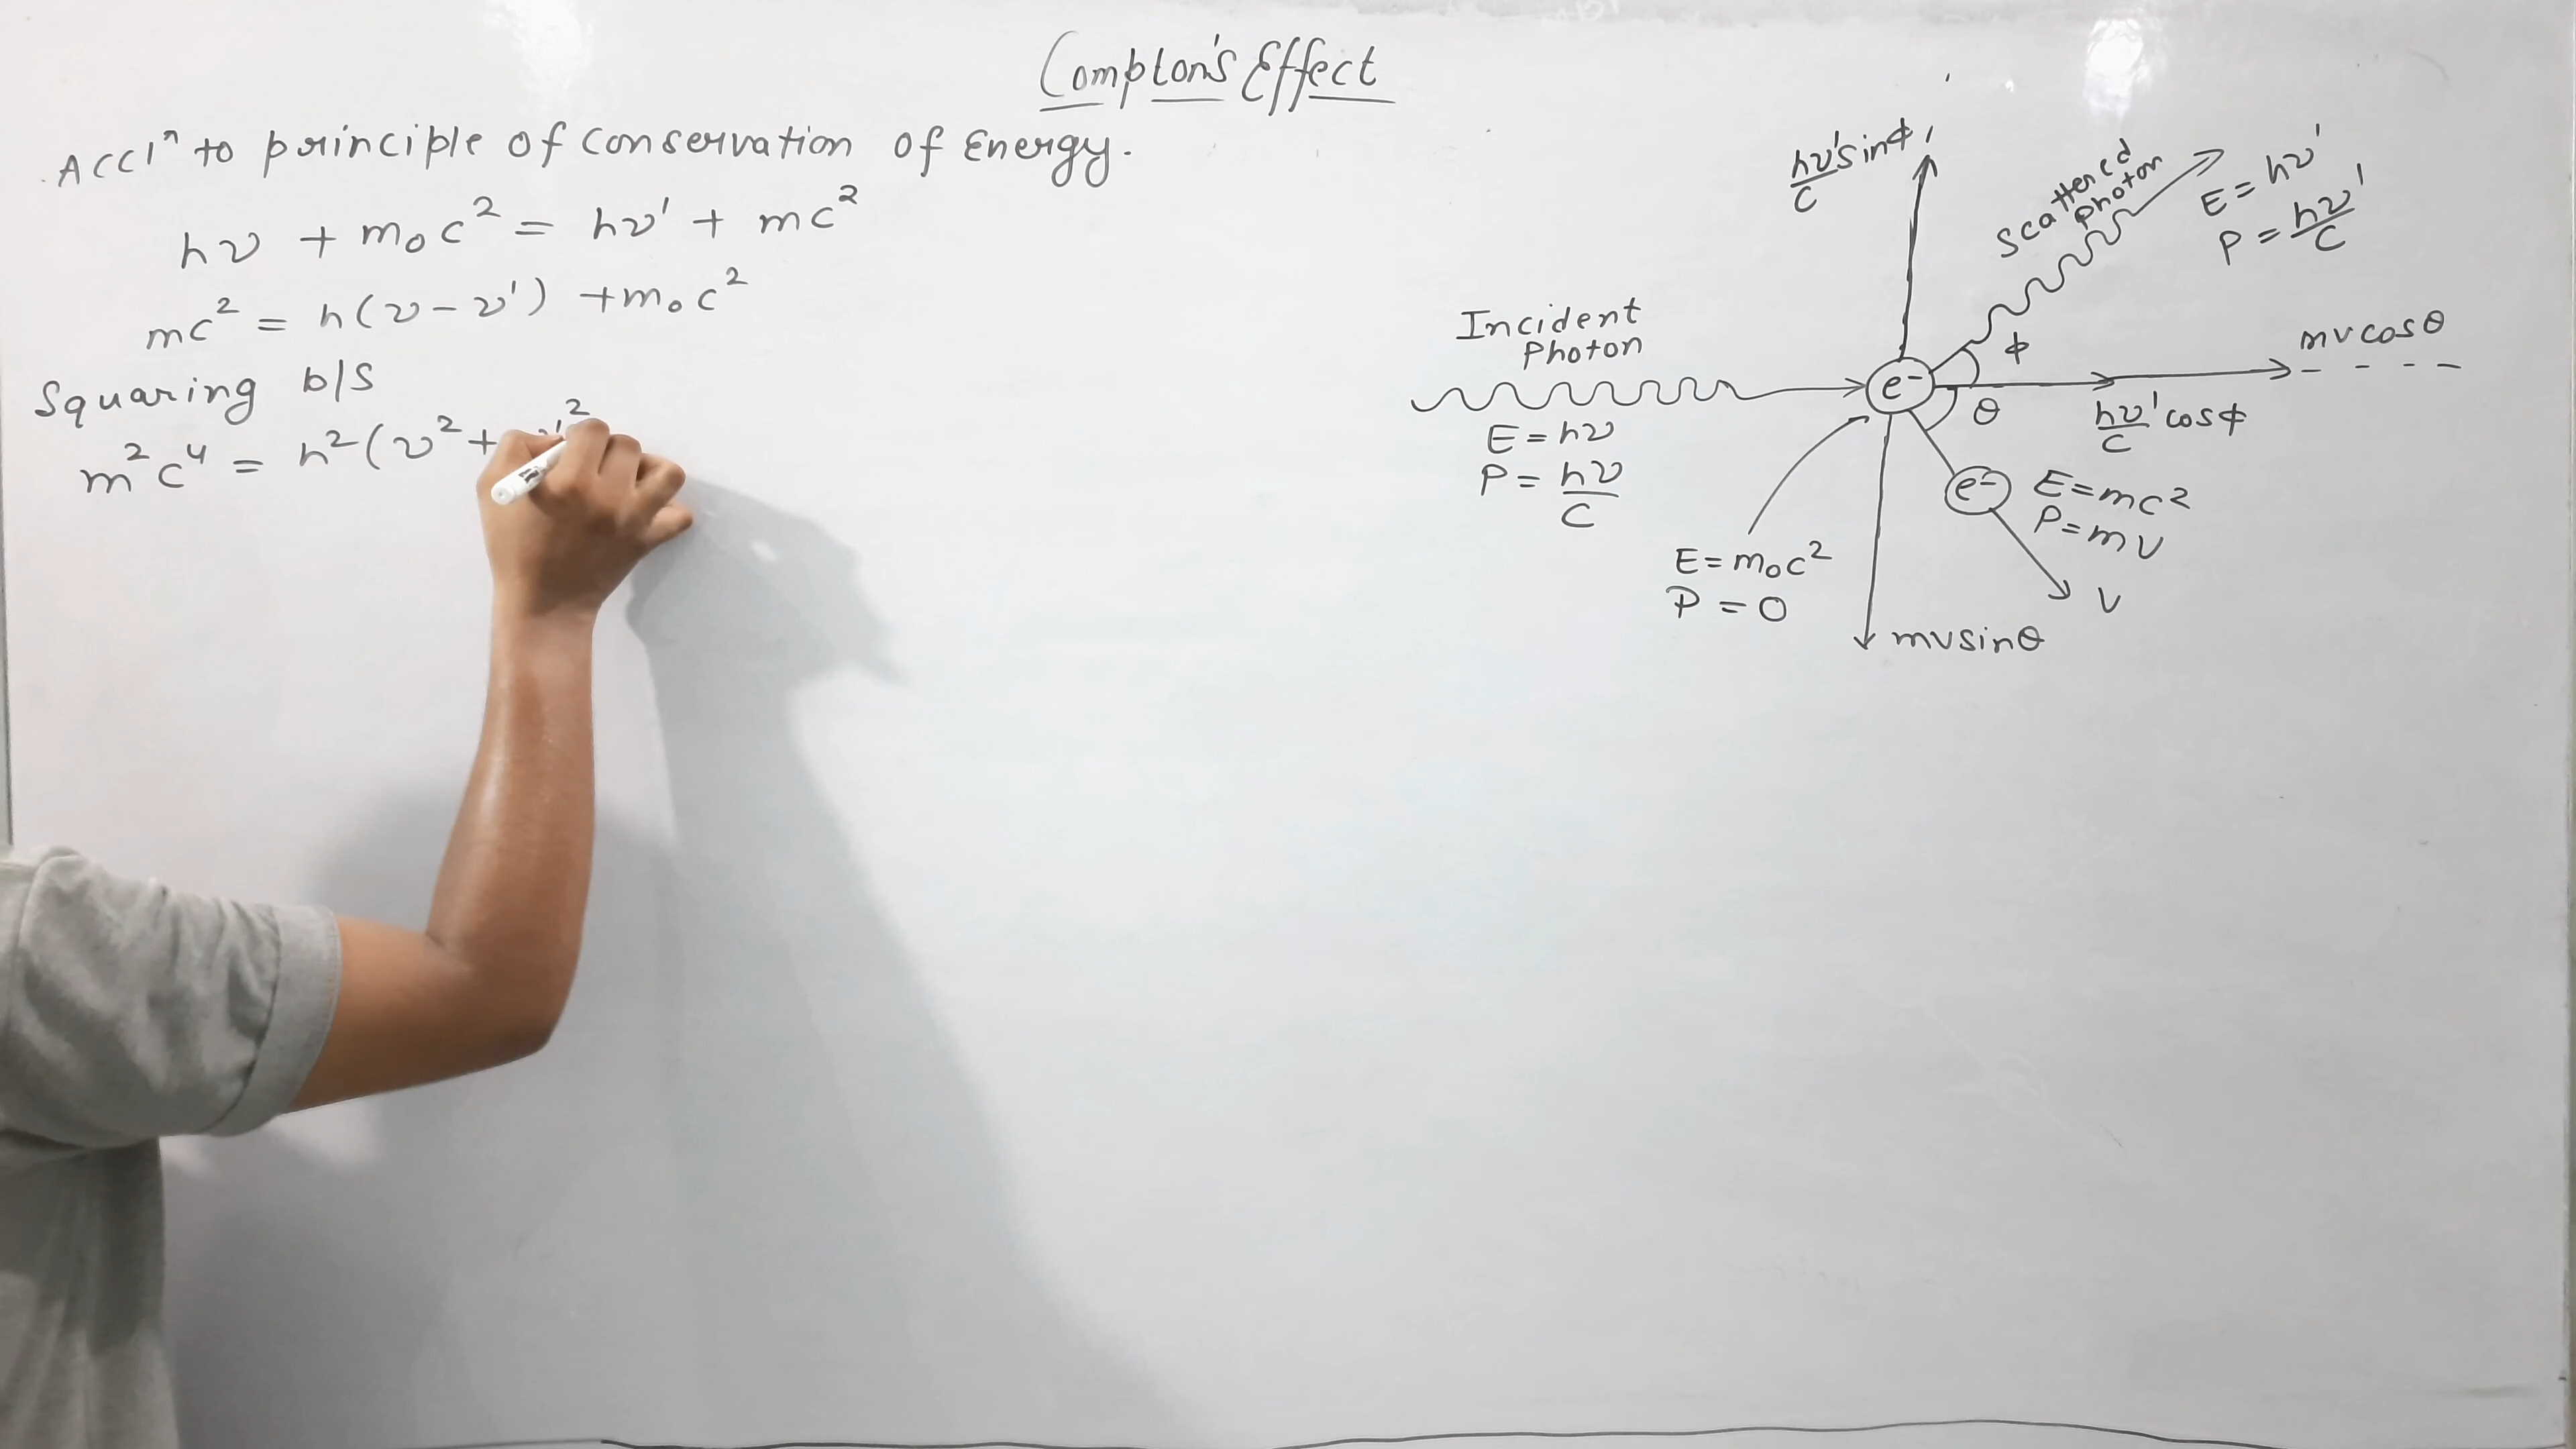 Compton's Effect
Accⁿ to principle of conservation of Energy.
hν + m₀c² = hν' + mc²
mc² = h(ν - ν') + m₀c²
Squaring b/s
m²c⁴ = h²(ν² + ν'²
hν'/c sinϕ
Scattered
Photon
E = hν'
P = hν'/c
Incident
Photon
E = hν
P = hν/c
e⁻
ϕ
θ
mv cosθ
hν'/c cosϕ
e⁻
E = mc²
P = mv
v
E = m₀c²
P = 0
mv sinθ